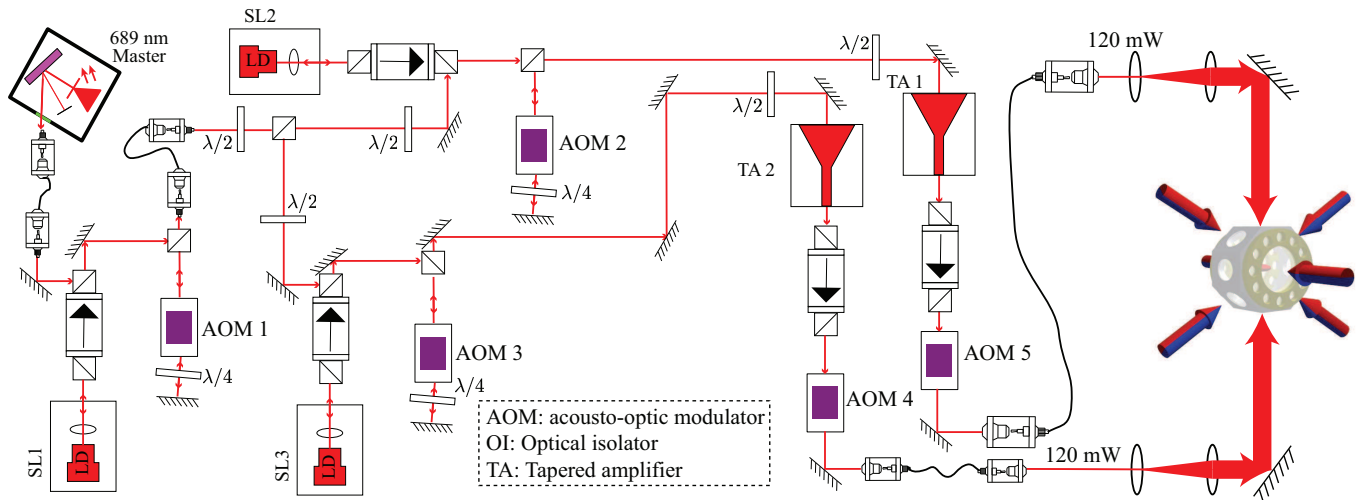 689 nm
Master
SL2
LD
λ/2
λ/2
λ/2
AOM 2
λ/4
λ/2
TA 1
120 mW
λ/2
TA 2
AOM 1
λ/4
SL1
LD
SL3
LD
AOM 3
λ/4
AOM 5
AOM 4
120 mW
AOM: acousto-optic modulator
OI: Optical isolator
TA: Tapered amplifier